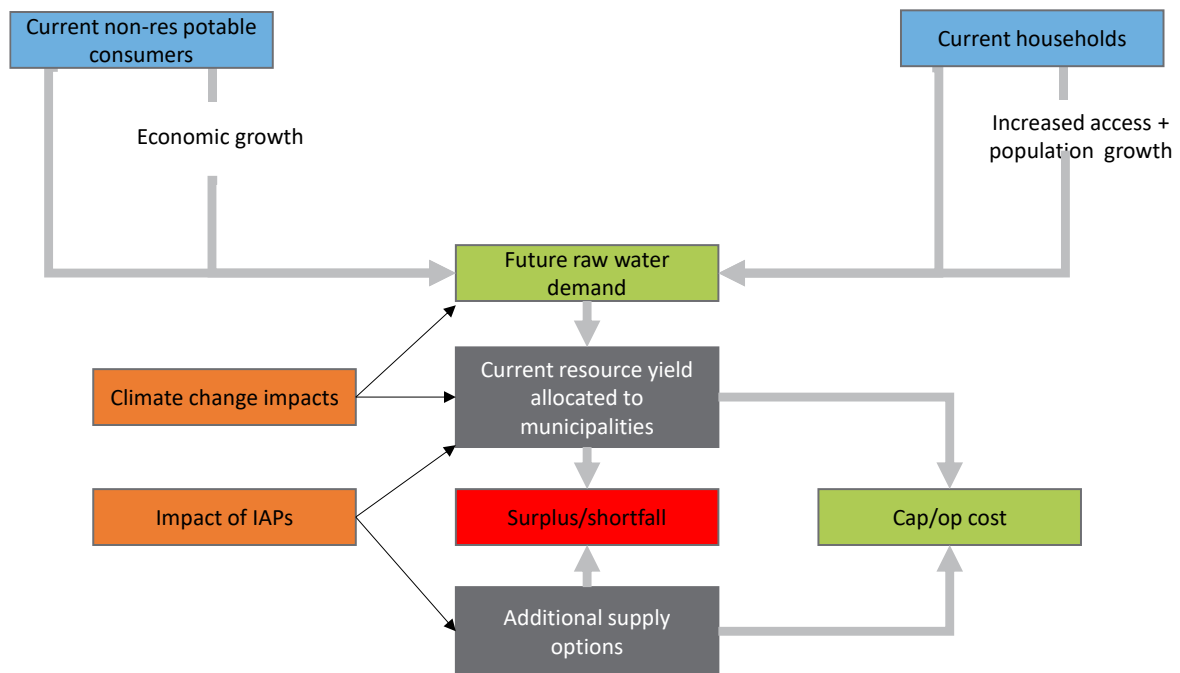 Current non-res potable
consumers
Current households
Economic growth
Increased access +
population growth
Future raw water
demand
Climate change impacts
Current resource yield
allocated to
municipalities
Impact of IAPs
Surplus/shortfall
Cap/op cost
Additional supply
options